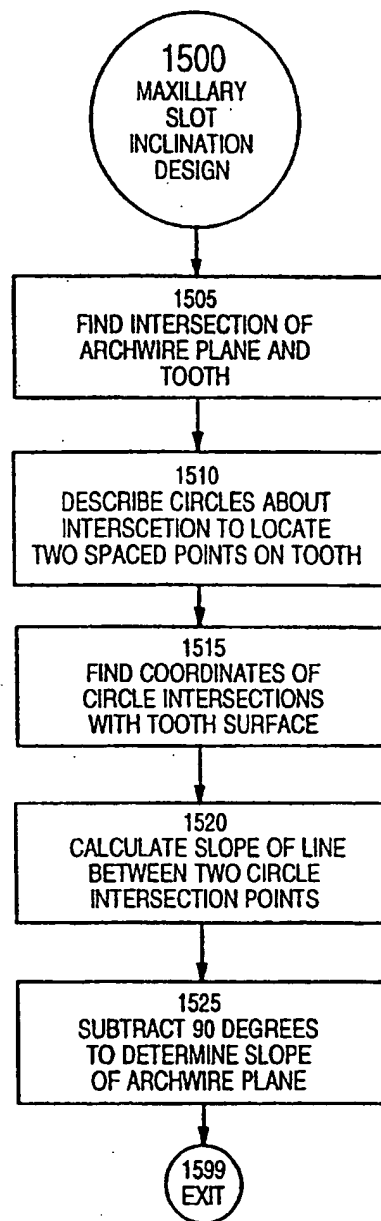 1500
MAXILLARY
SLOT
INCLINATION
DESIGN
1505
FIND INTERSECTION OF
ARCHWIRE PLANE AND
TOOTH
1510
DESCRIBE CIRCLES ABOUT
INTERSCETION TO LOCATE
TWO SPACED POINTS ON TOOTH
1515
FIND COORDINATES OF
CIRCLE INTERSECTIONS
WITH TOOTH SURFACE
1520
CALCULATE SLOPE OF LINE
BETWEEN TWO CIRCLE
INTERSECTION POINTS
1525
SUBTRACT 90 DEGREES
TO DETERMINE SLOPE
OF ARCHWIRE PLANE
1599
EXIT